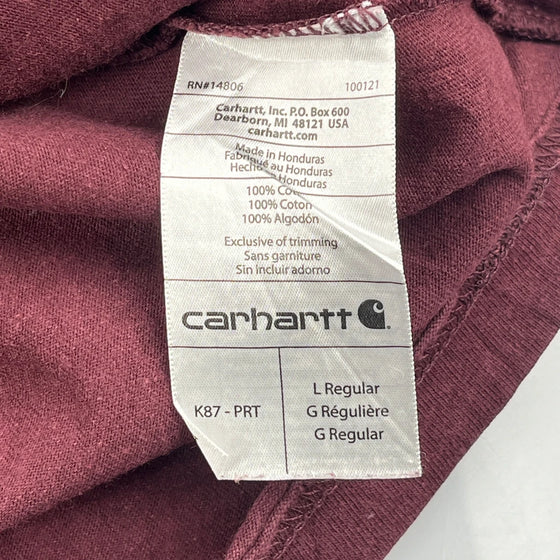 RN#14806 100121
Carhartt, Inc. P.O. Box 600
Dearborn, MI 48121 USA
carhartt.com
Made in Honduras
Fabriqué au Honduras
Hecho Honduras
100%
100% Coton
100% Algodón
Exclusive of trimming
Sans garniture
Sin incluir adorno
carhartt
K87 - PRT
L Regular
G Régulière
G Regular